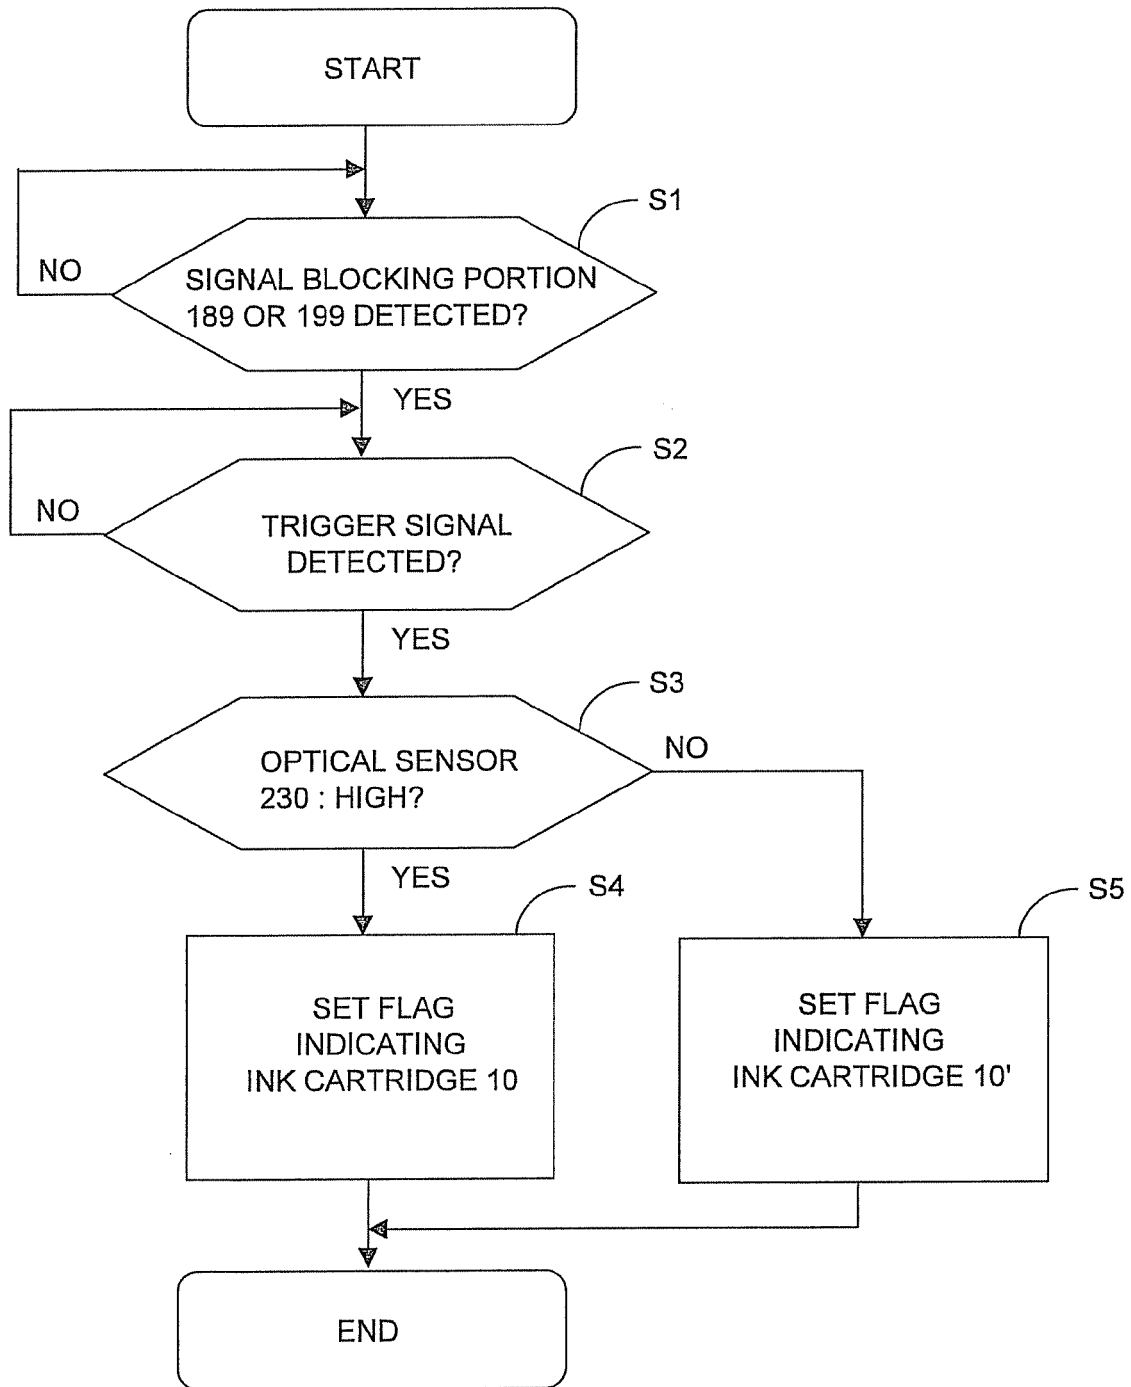 START
S1
NO
SIGNAL BLOCKING PORTION
189 OR 199 DETECTED?
YES
S2
NO
TRIGGER SIGNAL
DETECTED?
YES
S3
NO
OPTICAL SENSOR
230 : HIGH?
YES
S4
S5
SET FLAG
INDICATING
INK CARTRIDGE 10
SET FLAG
INDICATING
INK CARTRIDGE 10'
END